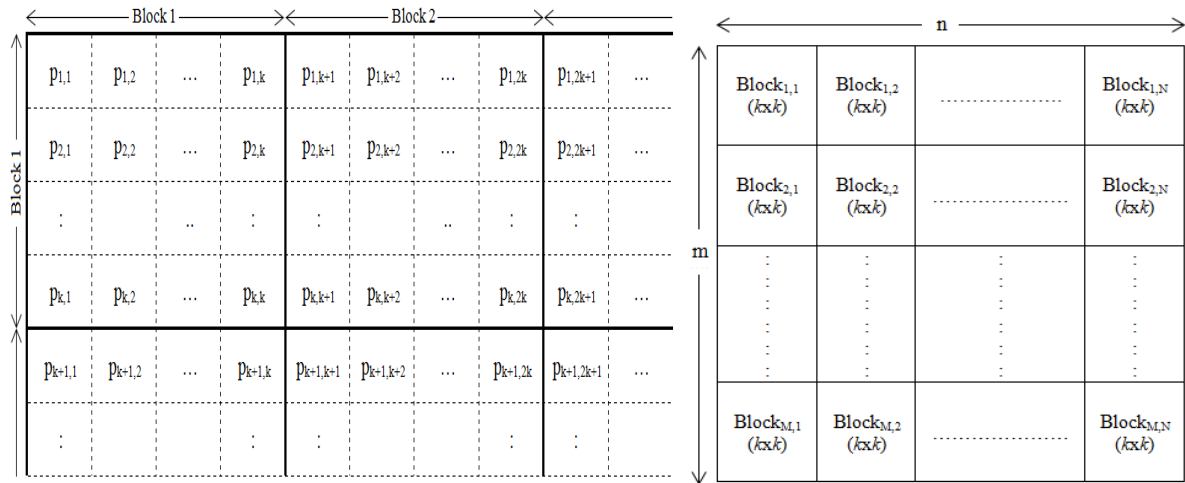 Block 1 Block 2
Block 1
p1,1 p1,2 ... p1,k p1,k+1 p1,k+2 ... p1,2k p1,2k+1 ...
p2,1 p2,2 ... p2,k p2,k+1 p2,k+2 ... p2,2k p2,2k+1 ...
: .. : : .. : :
pk,1 pk,2 ... pk,k pk,k+1 pk,k+2 ... pk,2k pk,2k+1 ...
pk+1,1 pk+1,2 ... pk+1,k pk+1,k+1 pk+1,k+2 ... pk+1,2k pk+1,2k+1 ...
: : : : :
n
m
Block1,1 Block1,2 .................... Block1,N
(kxk) (kxk) (kxk)
Block2,1 Block2,2 .................... Block2,N
(kxk) (kxk) (kxk)
: : : :
: : : :
: : : :
: : : :
: : : :
: : : :
BlockM,1 BlockM,2 .................... BlockM,N
(kxk) (kxk) (kxk)